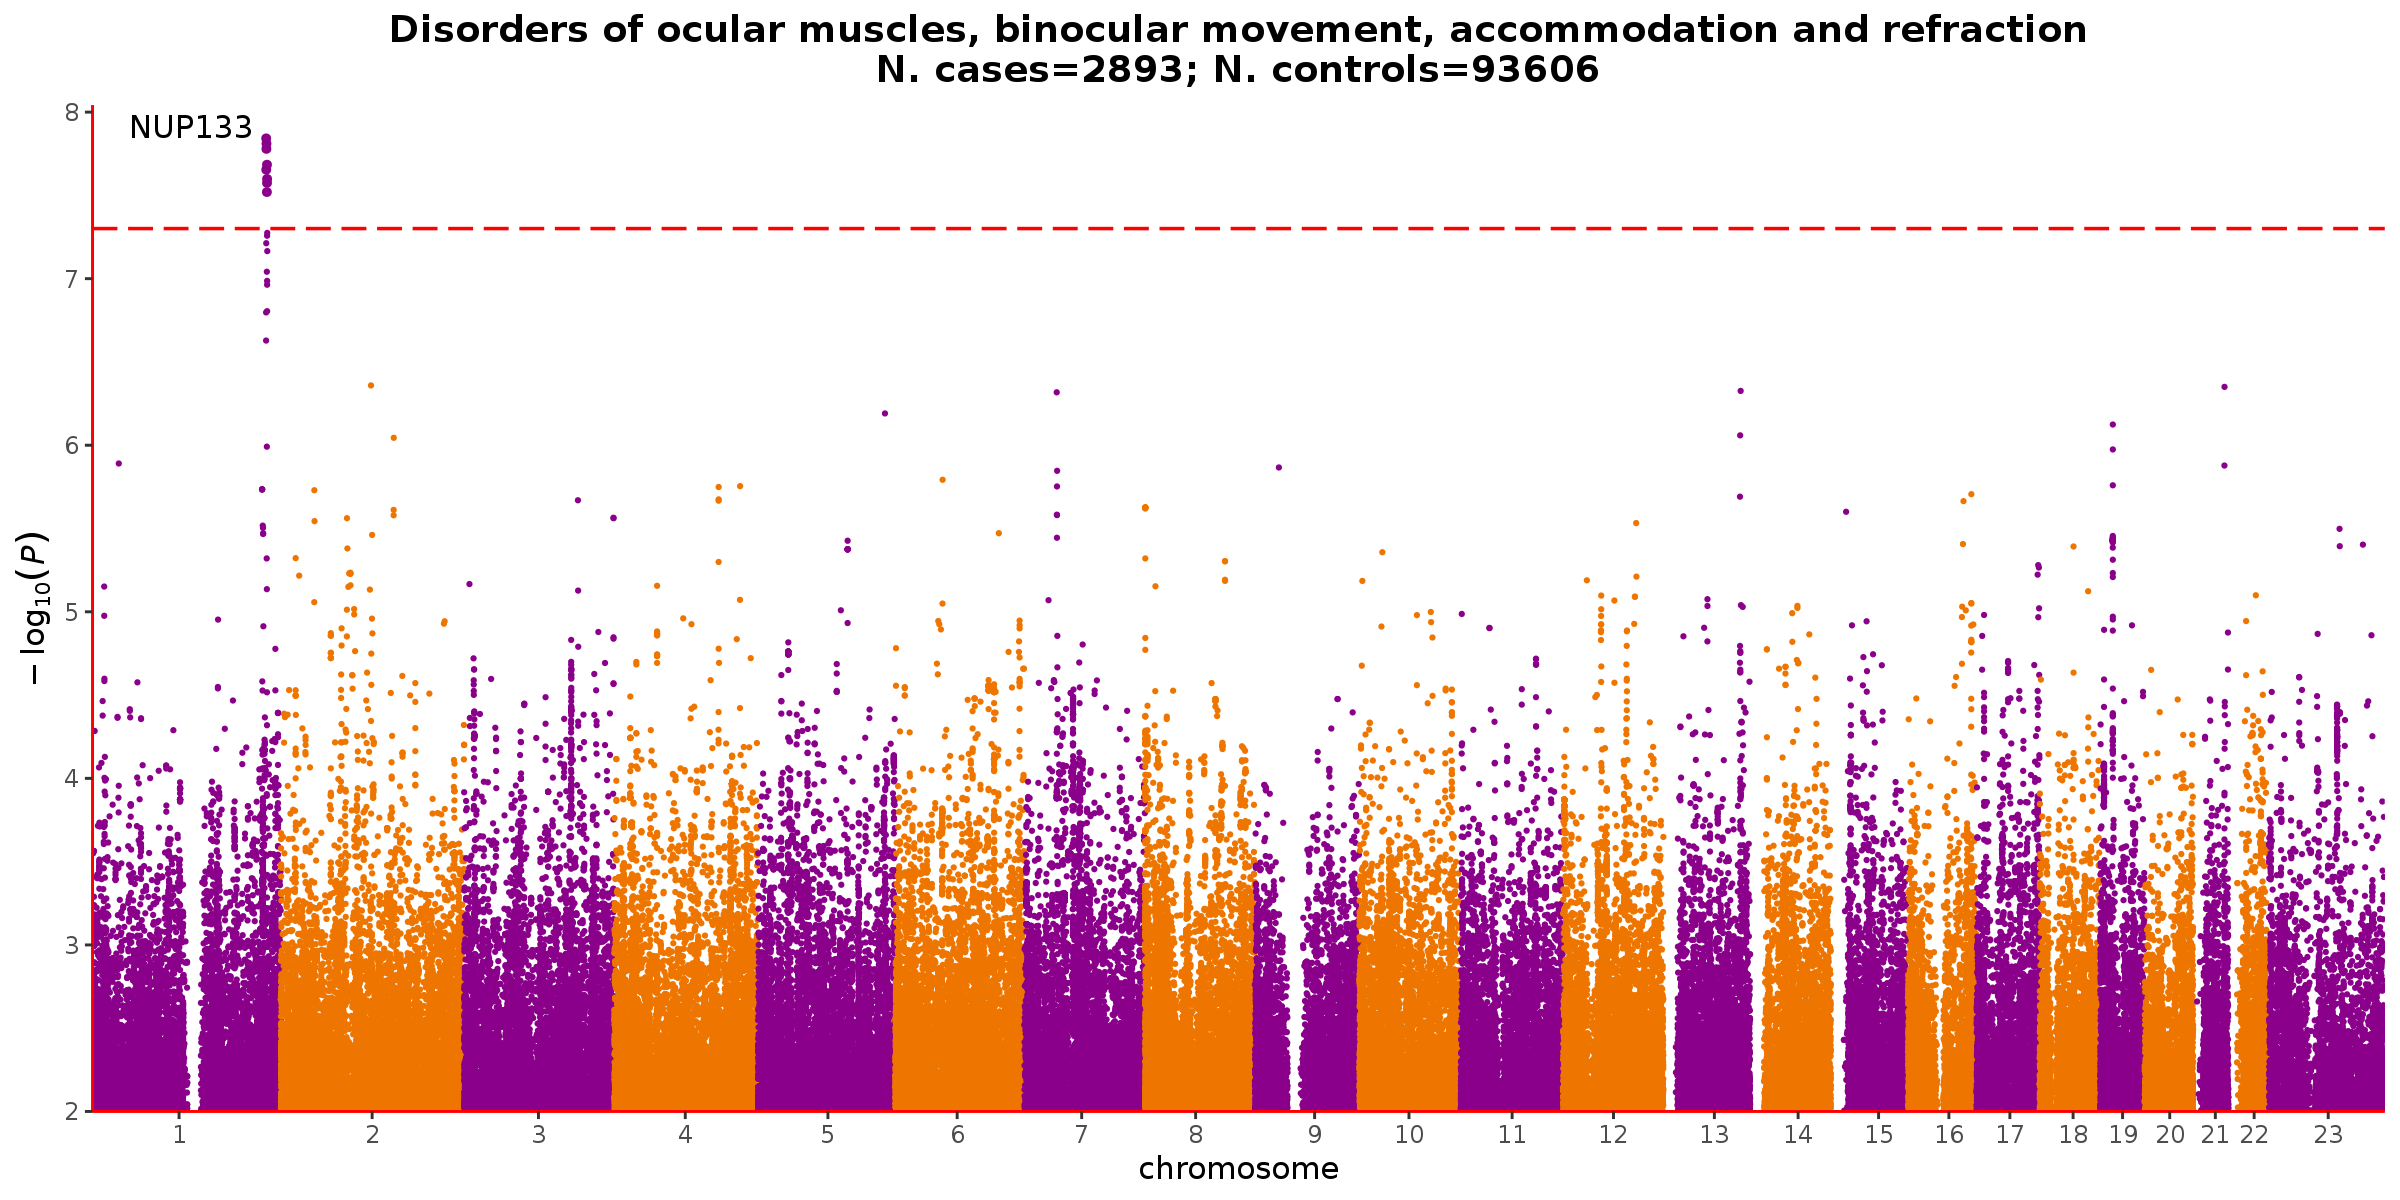 Disorders of ocular muscles, binocular movement, accommodation and refraction
N. cases=2893; N. controls=93606
NUP133
8
7
6
5
4
3
2
−log₁₀(P)
1 2 3 4 5 6 7 8 9 10 11 12 13 14 15 16 17 18 19 20 21 22 23
chromosome